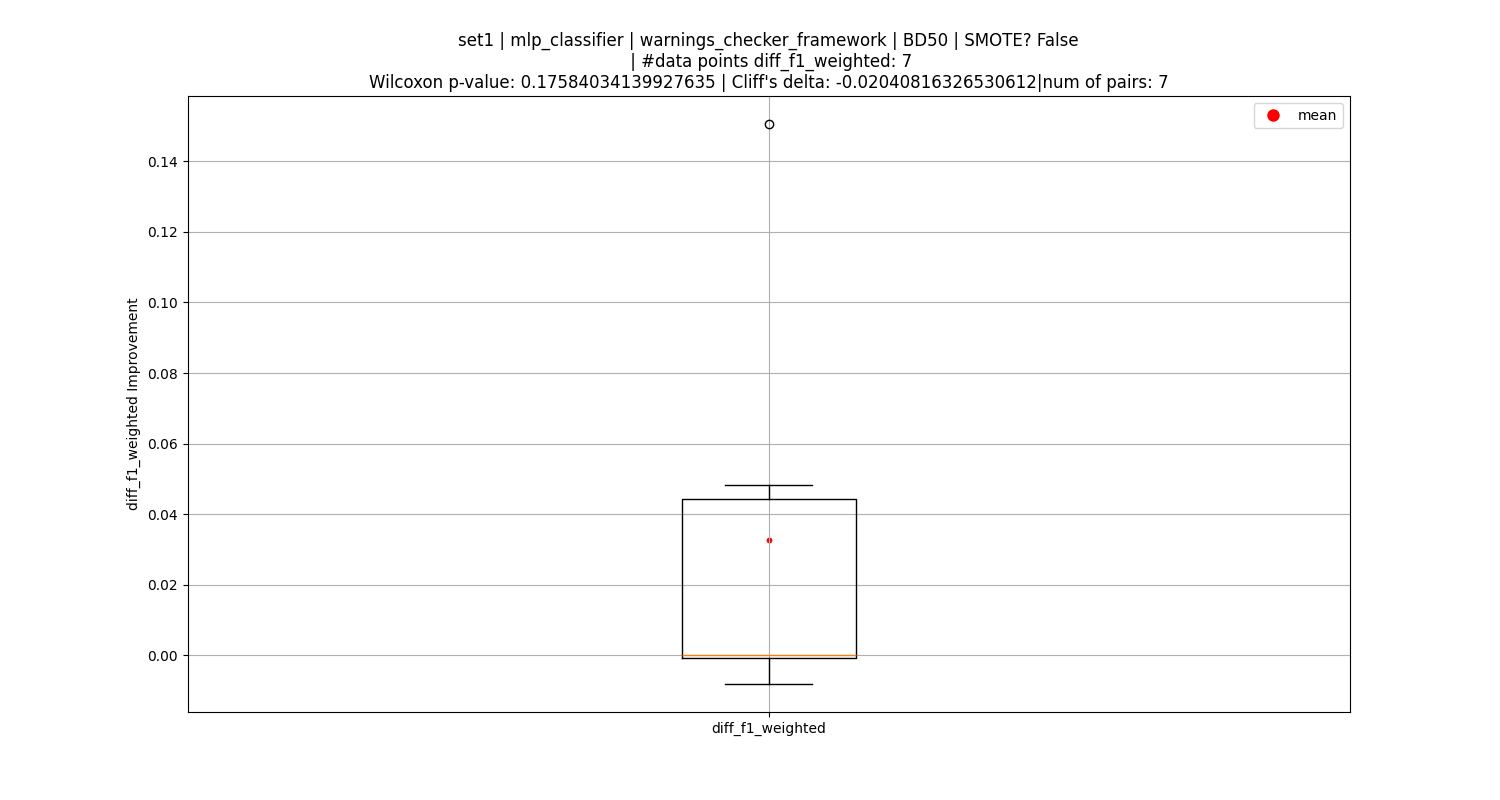 set1 | mlp_classifier | warnings_checker_framework | BD50 | SMOTE? False
| #data points diff_f1_weighted: 7
Wilcoxon p-value: 0.17584034139927635 | Cliff's delta: -0.02040816326530612|num of pairs: 7
mean
0.14
0.12
0.10
0.08
0.06
0.04
0.02
0.00
diff_f1_weighted Improvement
diff_f1_weighted